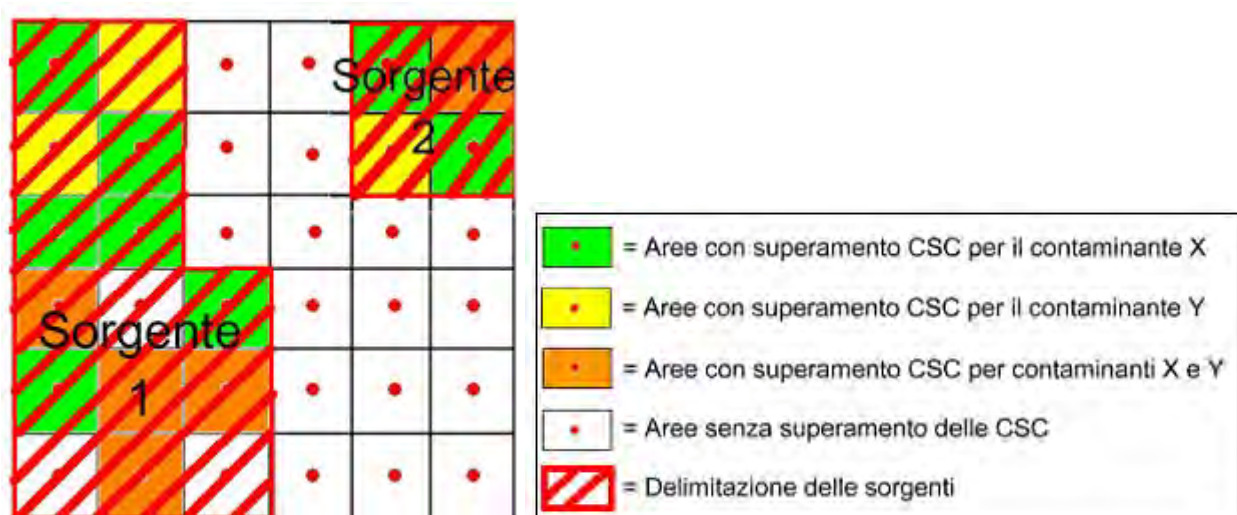 Sorgente
2
Sorgente
1
= Aree con superamento CSC per il contaminante X
= Aree con superamento CSC per il contaminante Y
= Aree con superamento CSC per contaminanti X e Y
= Aree senza superamento delle CSC
= Delimitazione delle sorgenti